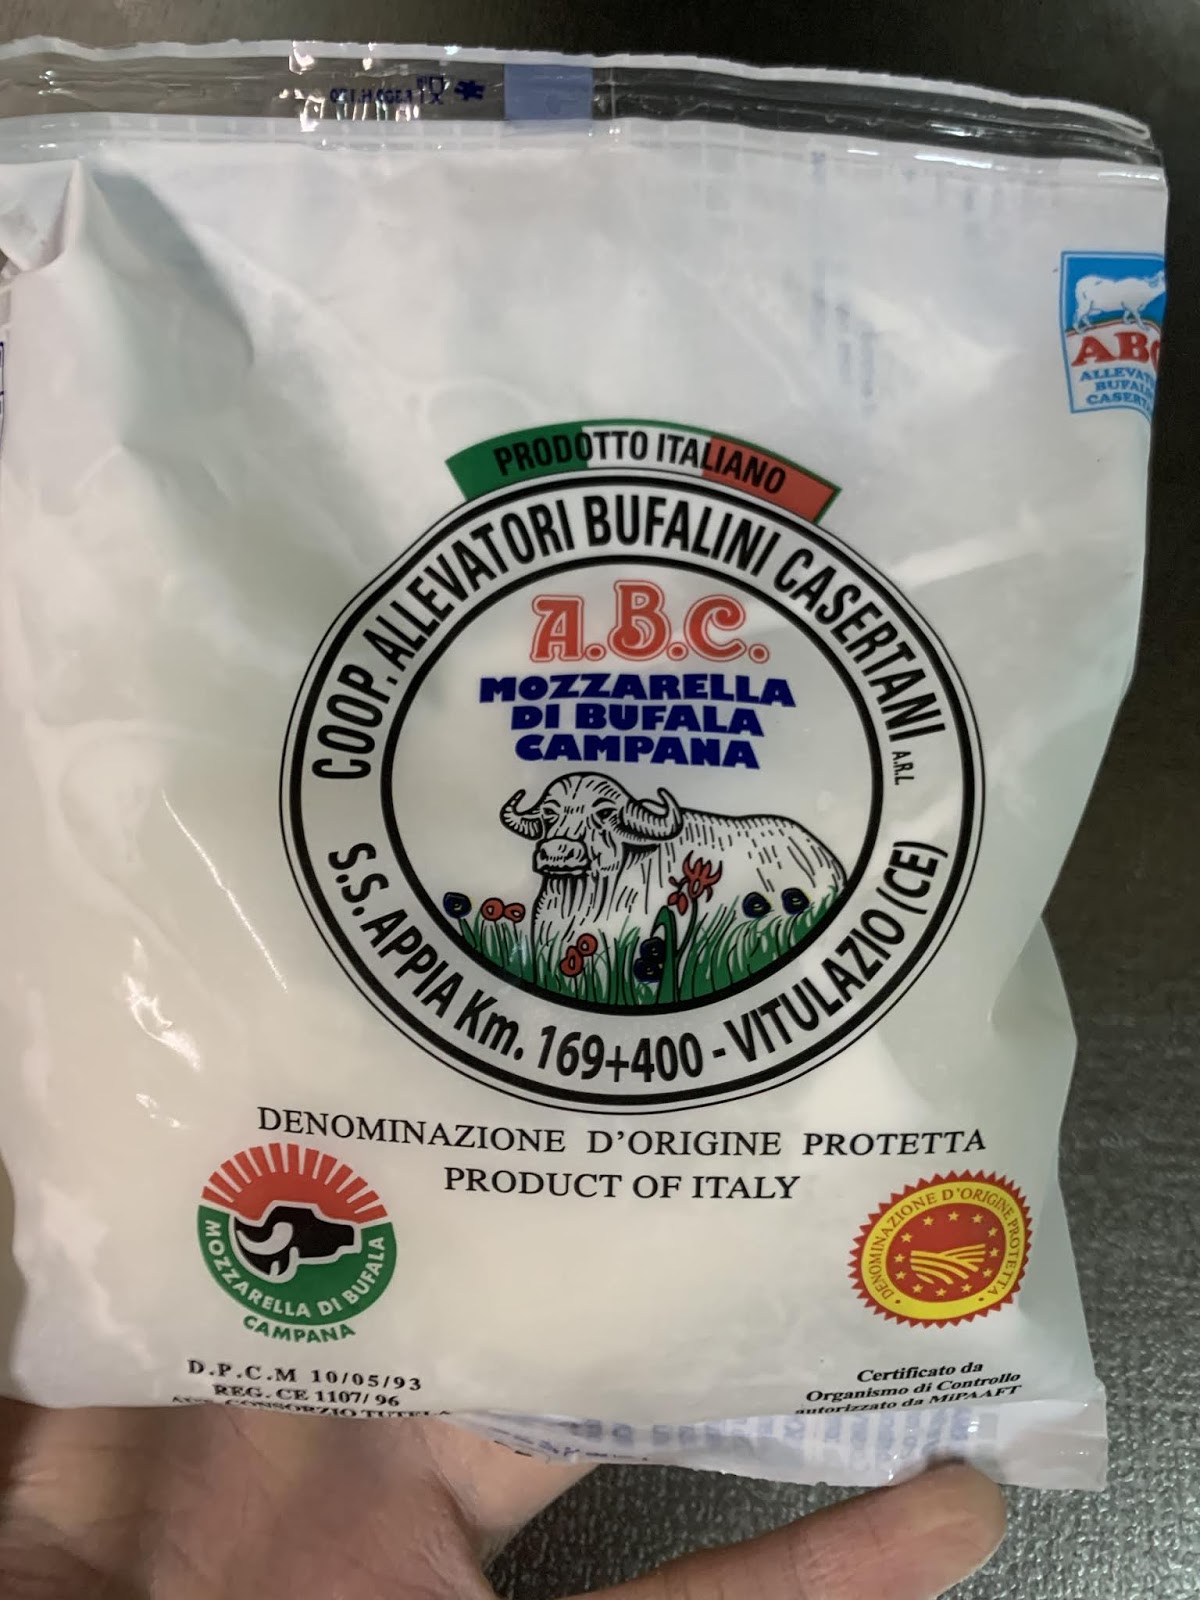 ABC
PRODOTTO ITALIANO
COOP. ALLEVATORI BUFALINI CASERTANI A.R.L
A.B.C.
MOZZARELLA
DI BUFALA
CAMPANA
S.S. APPIA Km. 169+400 - VITULAZIO (CE)
DENOMINAZIONE D'ORIGINE PROTETTA
PRODUCT OF ITALY
MOZZARELLA DI BUFALA
CAMPANA
DENOMINAZIONE D'ORIGINE PROTETTA
D.P.C.M 10/05/93
REG. CE 1107/96
CONSORZIO TUTELA
Certificato da
Organismo di Controllo
autorizzato da MiPAAFT